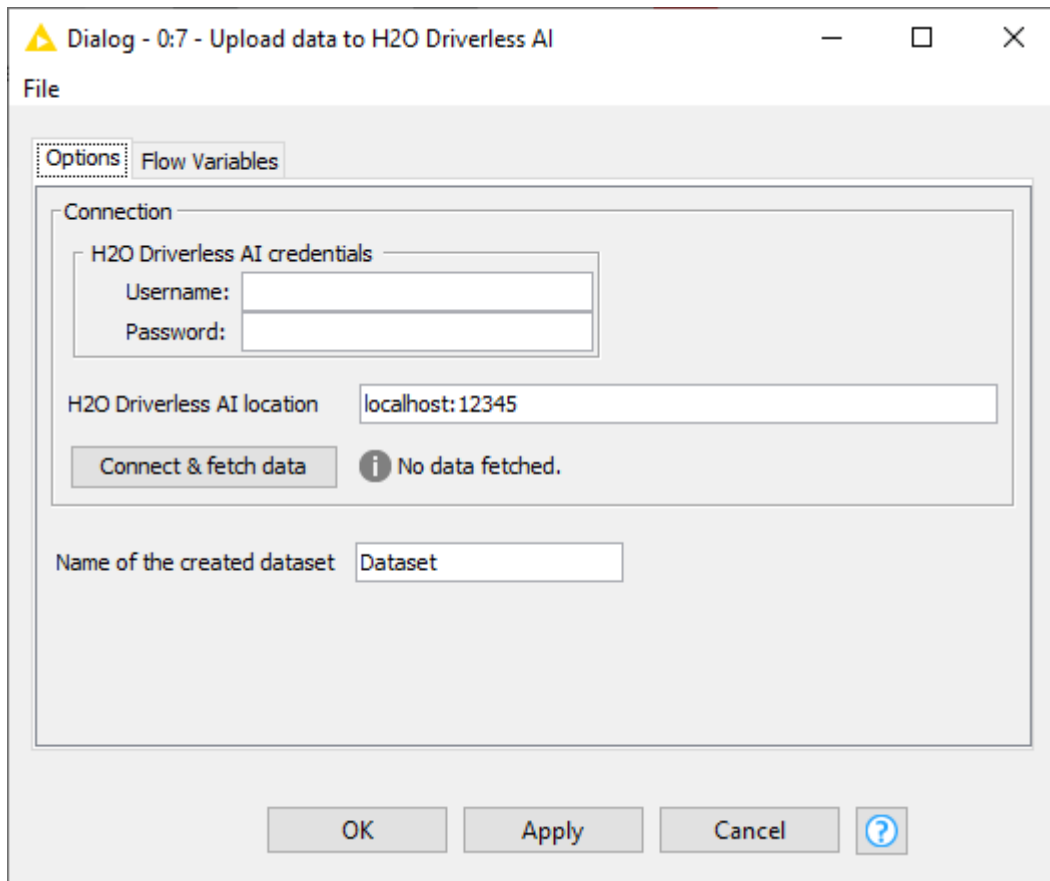 Dialog - 0:7 - Upload data to H2O Driverless AI
File
Options Flow Variables
Connection
H2O Driverless AI credentials
Username:
Password:
H2O Driverless AI location localhost:12345
Connect & fetch data i No data fetched.
Name of the created dataset Dataset
OK Apply Cancel ?